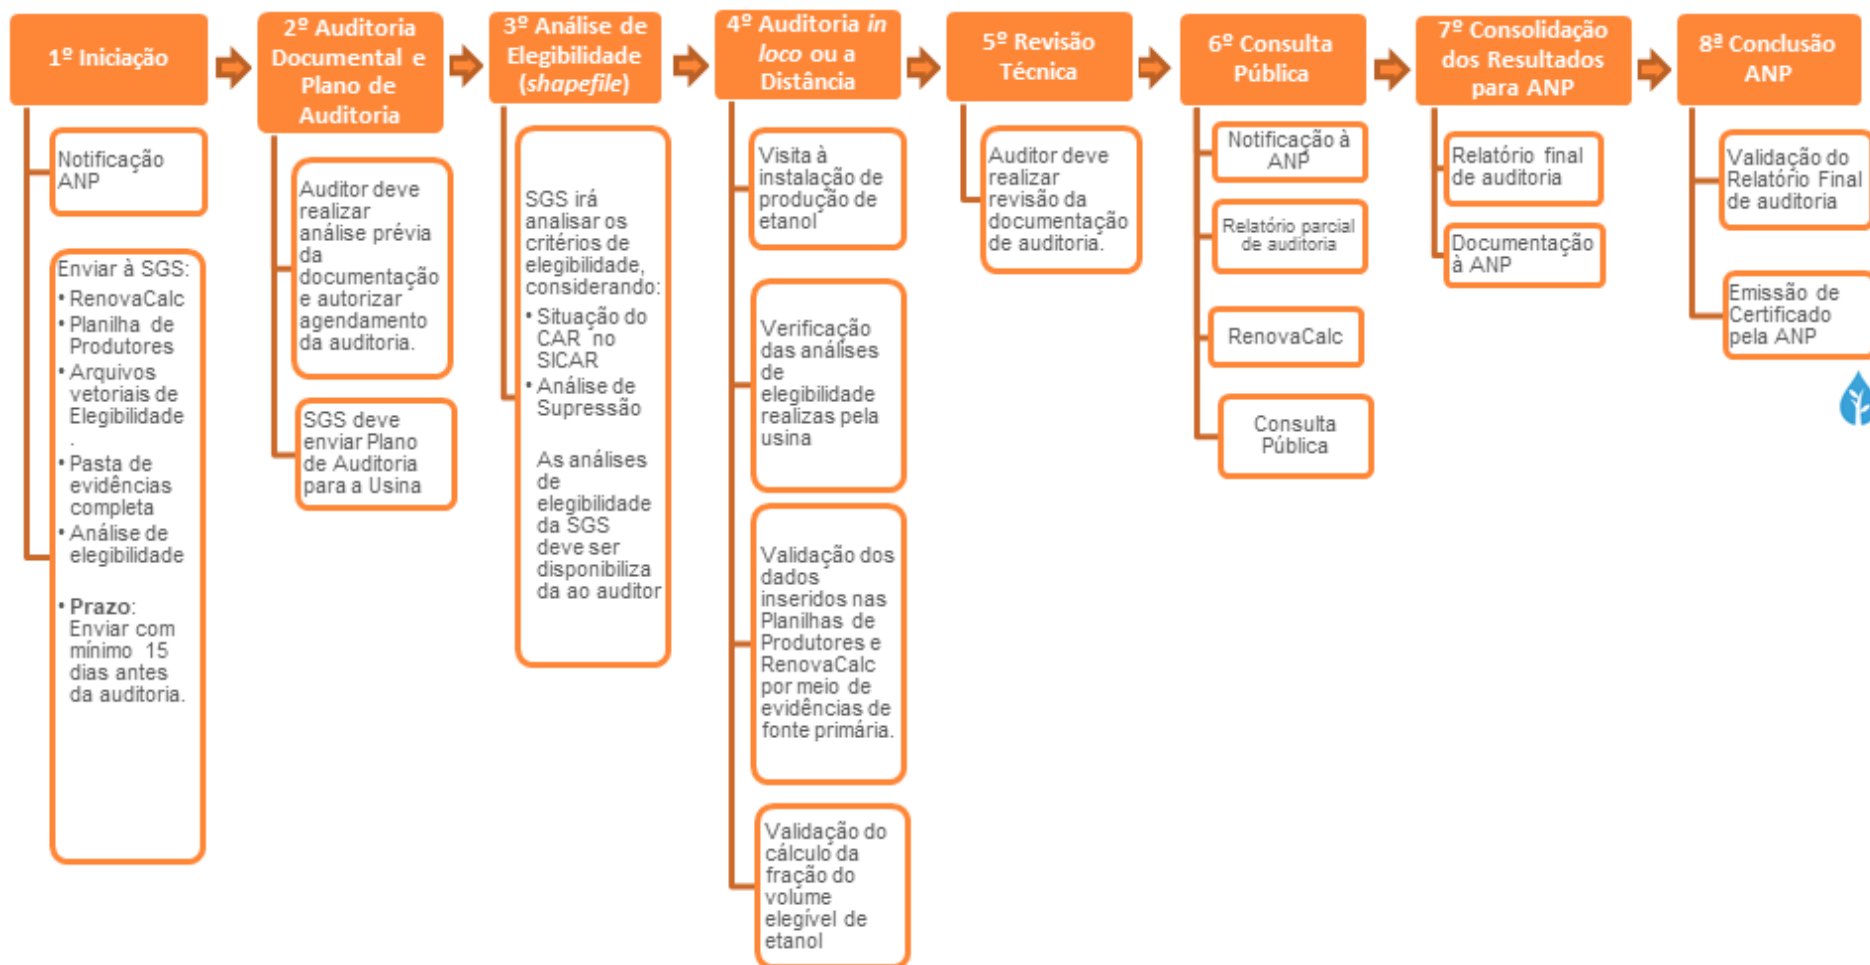 1º Iniciação
Notificação
ANP
Enviar à SGS:
• RenovaCalc
• Planilha de
Produtores
• Arquivos
vetoriais de
Elegibilidade
.
• Pasta de
evidências
completa
• Análise de
elegibilidade
• Prazo:
Enviar com
mínimo 15
dias antes
da auditoria.
2º Auditoria
Documental e
Plano de
Auditoria
Auditor deve
realizar
análise prévia
da
documentação
e autorizar
agendamento
da auditoria.
SGS deve
enviar Plano
de Auditoria
para a Usina
3º Análise de
Elegibilidade
(shapefile)
SGS irá
analisar os
critérios de
elegibilidade,
considerando:
• Situação do
CAR no
SICAR
• Análise de
Supressão
As análises
de
elegibilidade
da SGS
deve ser
disponibiliza
da ao auditor
4º Auditoria in
loco ou a
Distância
Visita à
instalação de
produção de
etanol
Verificação
das análises
de
elegibilidade
realizas pela
usina
Validação dos
dados
inseridos nas
Planilhas de
Produtores e
RenovaCalc
por meio de
evidências de
fonte primária.
Validação do
cálculo da
fração do
volume
elegível de
etanol
5º Revisão
Técnica
Auditor deve
realizar
revisão da
documentação
de auditoria.
6º Consulta
Pública
Notificação à
ANP
Relatório parcial
de auditoria
RenovaCalc
Consulta
Pública
7º Consolidação
dos Resultados
para ANP
Relatório final
de auditoria
Documentação
à ANP
8ª Conclusão
ANP
Validação do
Relatório Final
de auditoria
Emissão de
Certificado
pela ANP